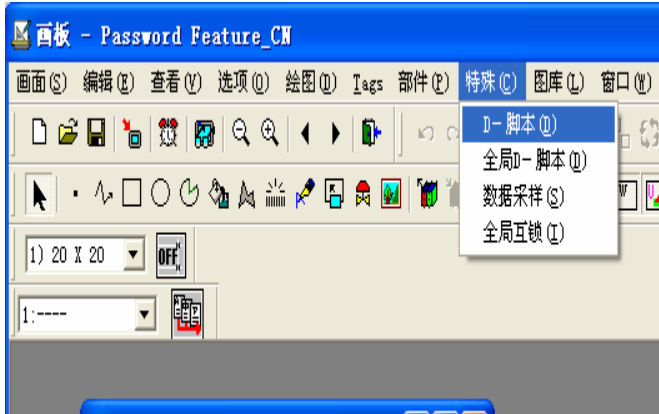 画板 - Password Feature_CN
画面(S) 编辑(E) 查看(V) 选项(O) 绘图(D) Tags 部件(P) 特殊(C) 图库(L) 窗口(W)
D-脚本(D)
全局D-脚本(D)
数据采样(S)
全局互锁(I)
W
1) 20 X 20
OFF
1:----